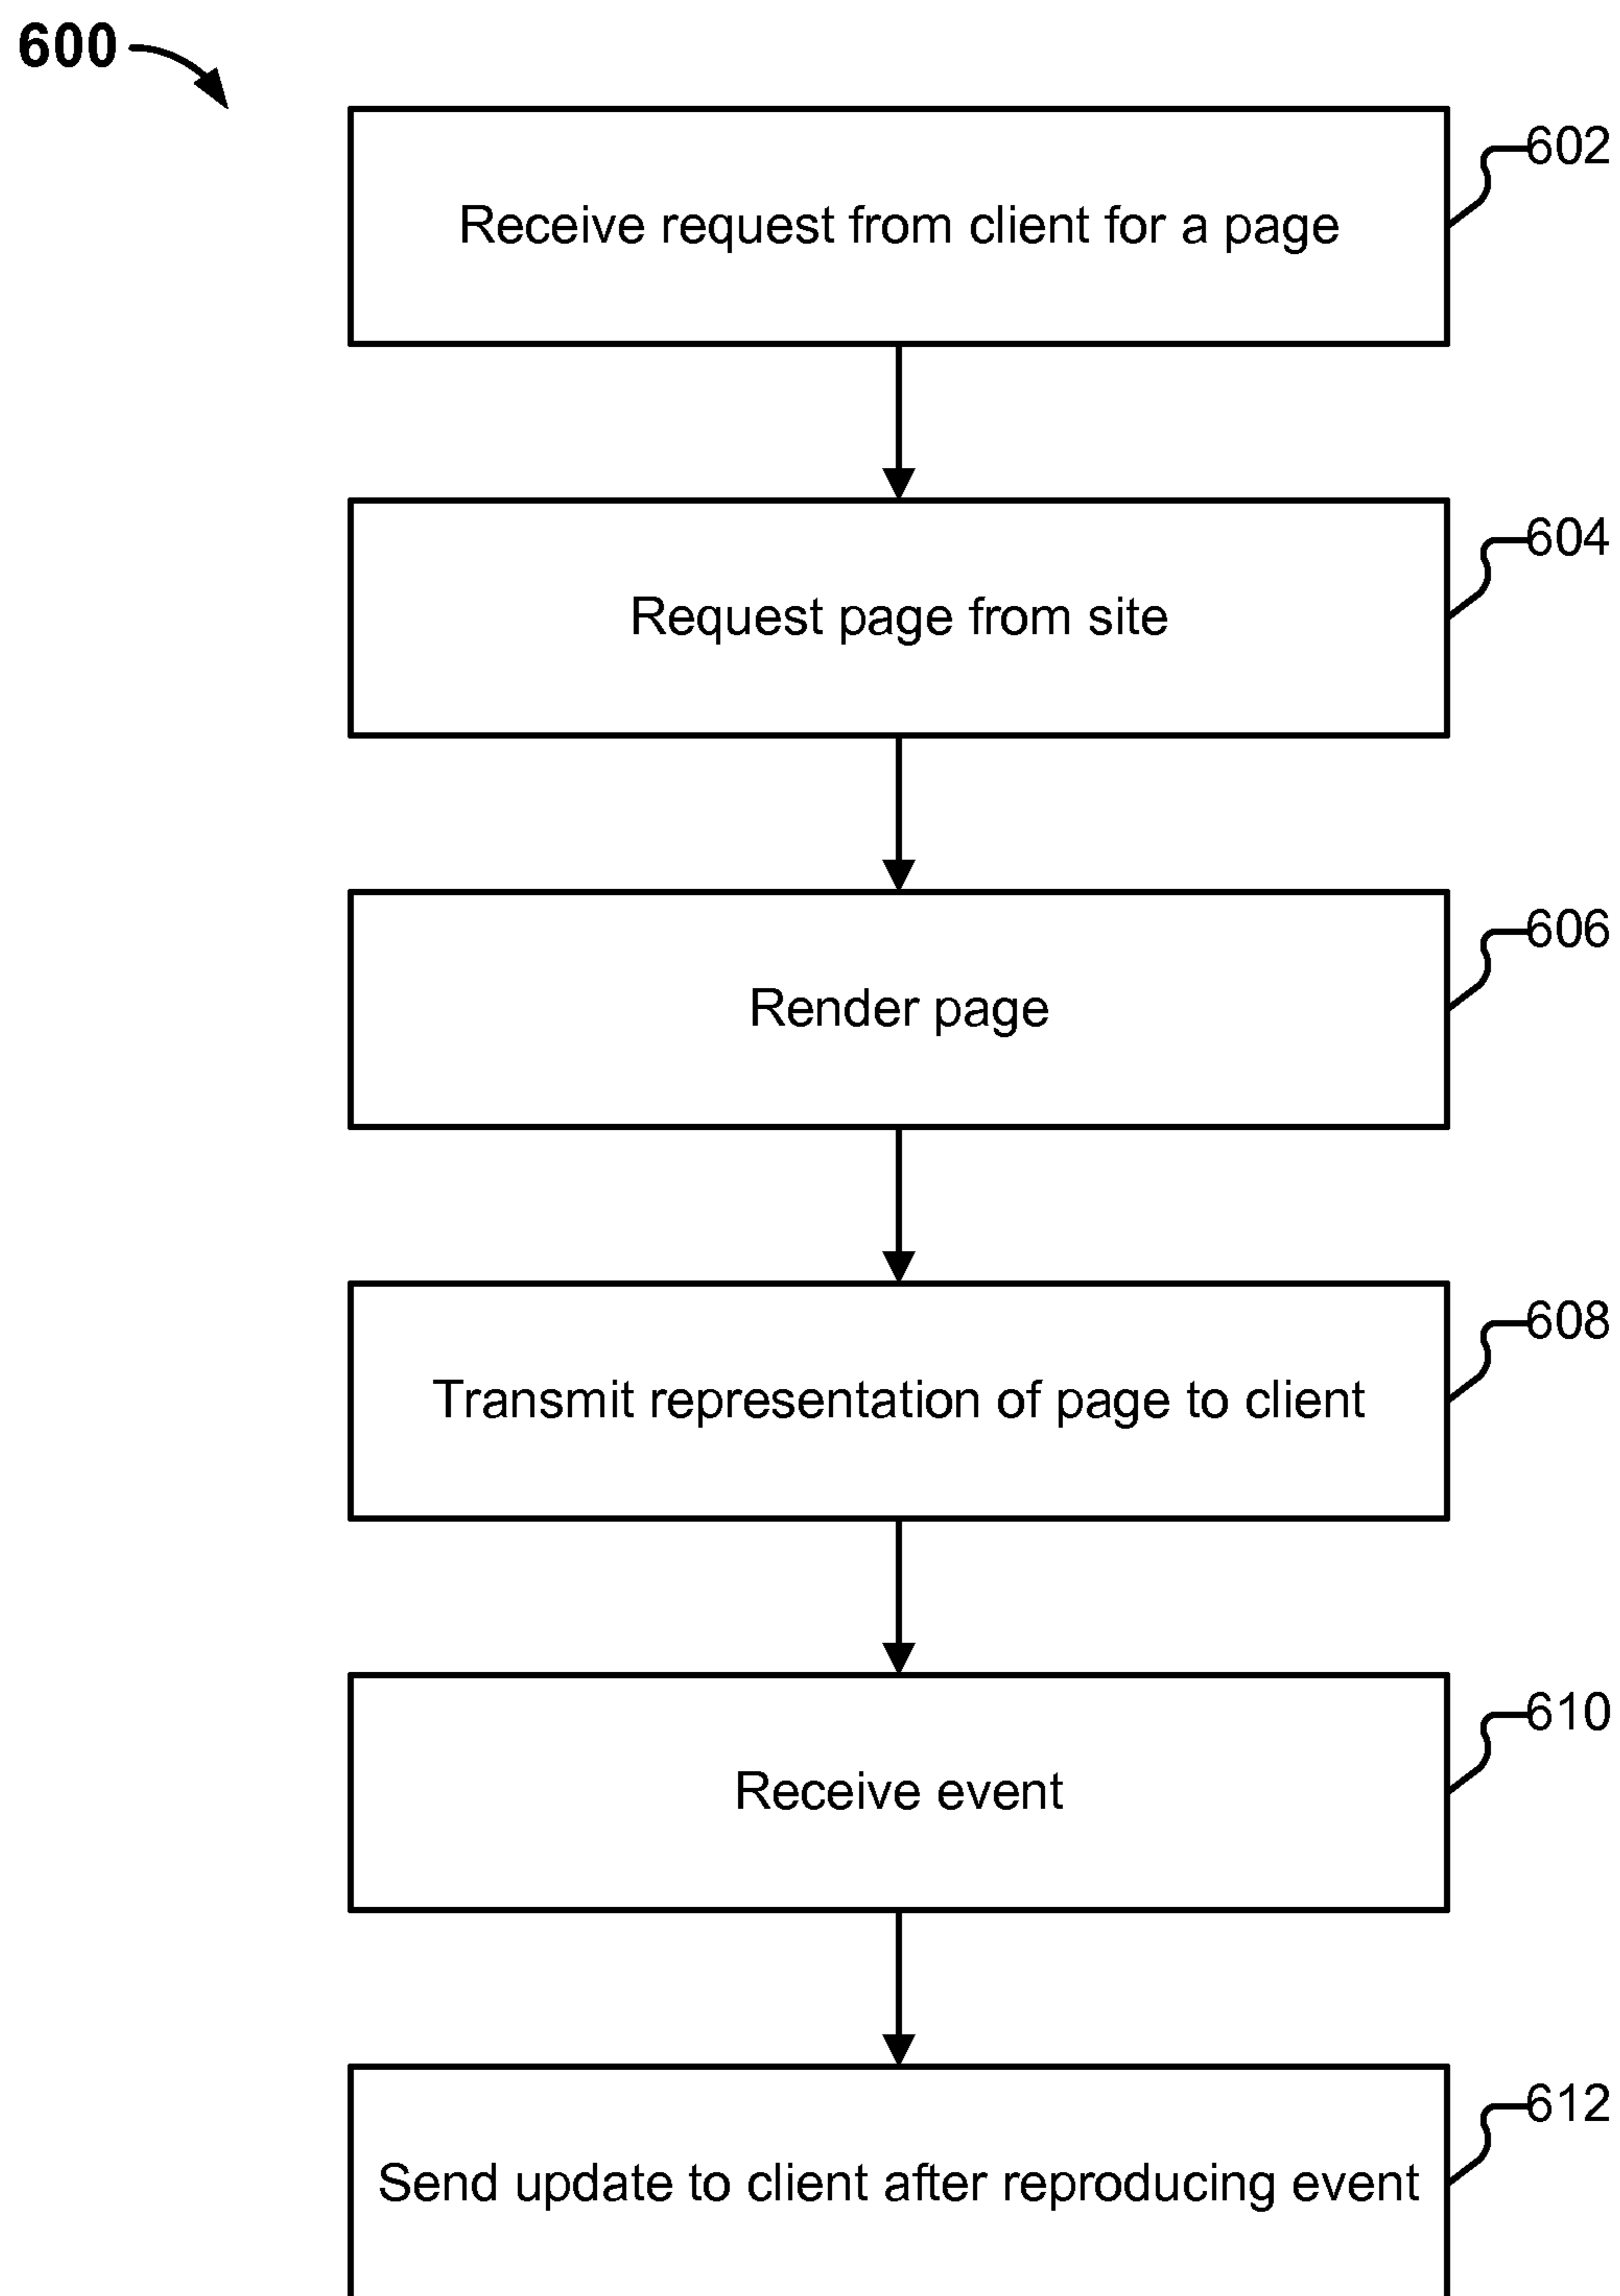 600
602
Receive request from client for a page
604
Request page from site
606
Render page
608
Transmit representation of page to client
610
Receive event
612
Send update to client after reproducing event